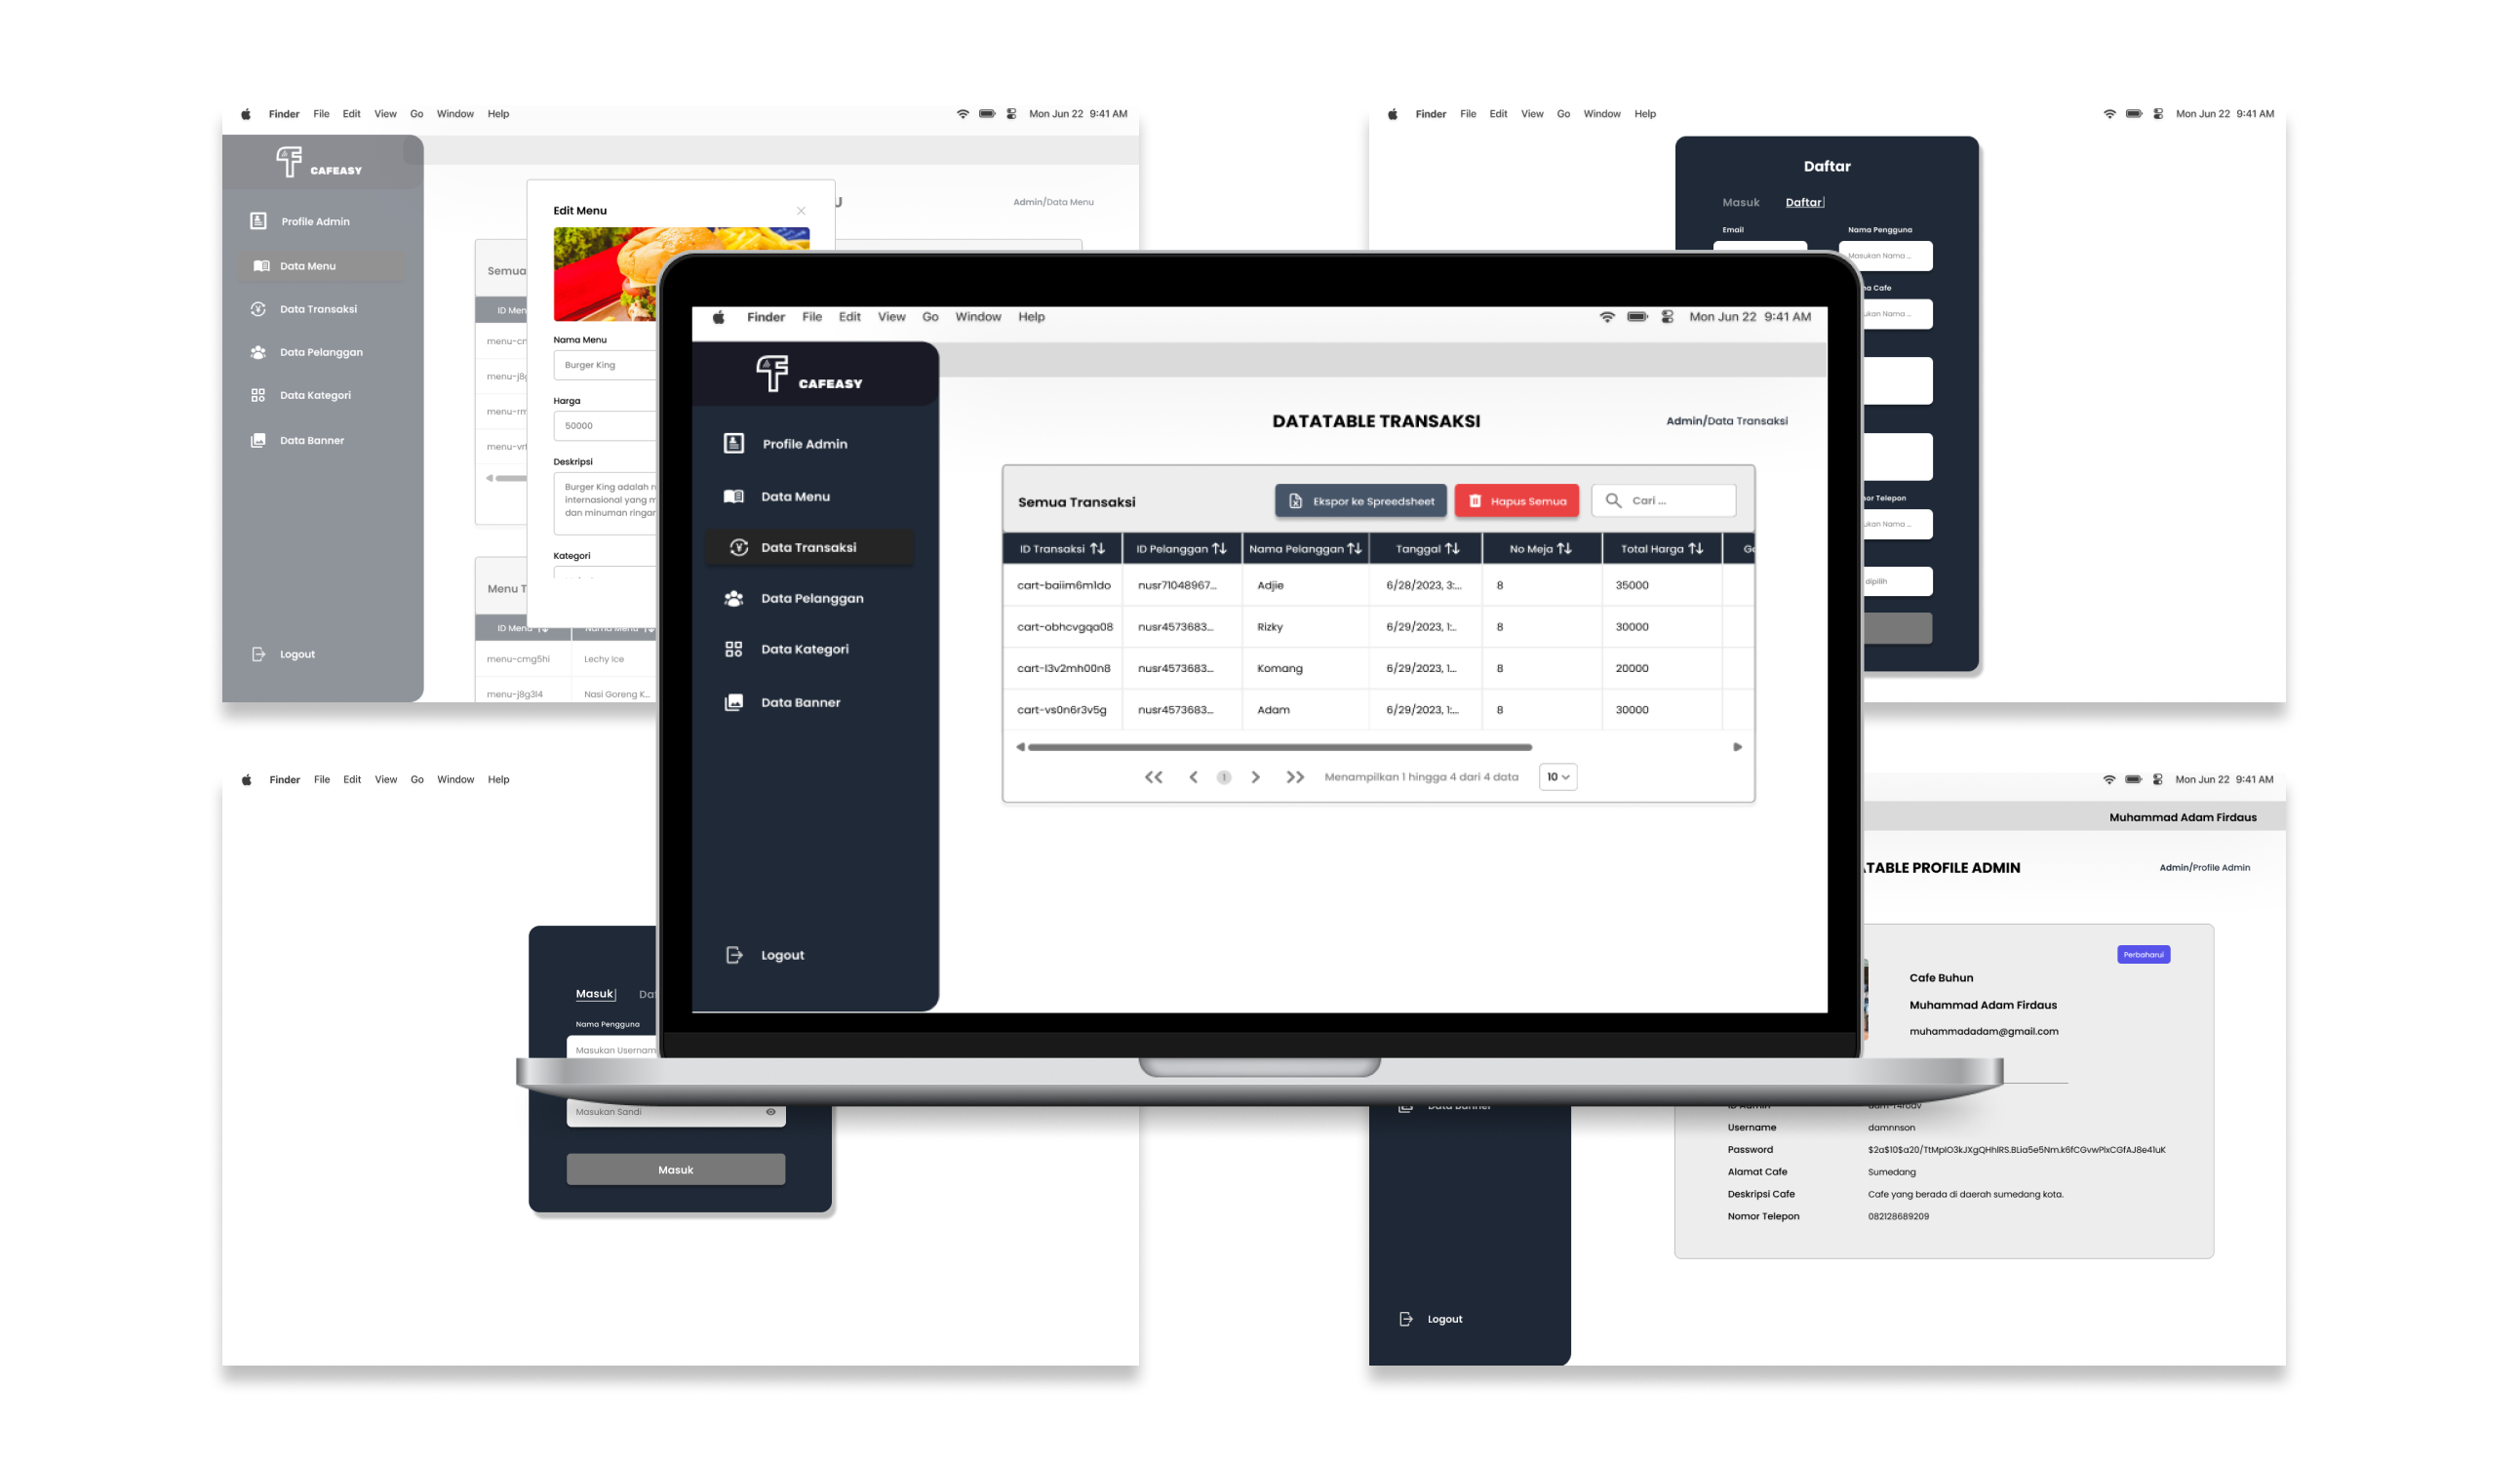 Finder File Edit View Go Window Help
Mon Jun 22 9:41 AM
CAFEASY
Profile Admin
Data Menu
Data Transaksi
Data Pelanggan
Data Kategori
Data Banner
Logout
Admin/Data Menu
Semua
ID Men
menu-cr
menu-rm
Edit Menu
Nama Menu
Burger King
Harga
50000
Deskripsi
Burger King adalah
internasional yang
dan minuman ringan
Kategori
Menu T
ID Menu
Nama Menu
menu-cmg5hi Lechy Ice
menu-j8g3l4 Nasi Goreng K...
Finder File Edit View Go Window Help
Mon Jun 22 9:41 AM
Daftar
Masuk Daftar
Email Nama Pengguna
Masukan Nama ...
Cafe
Nama ...
Telepon
Nama ...
dipilih
Finder File Edit View Go Window Help
Mon Jun 22 9:41 AM
CAFEASY
Profile Admin
Data Menu
Data Transaksi
Data Pelanggan
Data Kategori
Data Banner
Logout
DATATABLE TRANSAKSI
Admin/Data Transaksi
Semua Transaksi
Ekspor ke Spreedsheet
Hapus Semua
Cari ...
ID Transaksi ID Pelanggan Nama Pelanggan Tanggal No Meja Total Harga
cart-baiim6m1do nusr71048967... Adjie 6/28/2023, 3:... 8 35000
cart-obhcvgqa08 nusr4573683... Rizky 6/29/2023, 1:... 8 30000
cart-l3v2mh00n8 nusr4573683... Komang 6/29/2023, 1... 8 20000
cart-vs0n6r3v5g nusr4573683... Adam 6/29/2023, 1:... 8 30000
<< < 1 > >> Menampilkan 1 hingga 4 dari 4 data 10
Finder File Edit View Go Window Help
Masuk Da
Nama Pengguna
Masukan Usernam
Masukan Sandi
Masuk
Mon Jun 22 9:41 AM
Muhammad Adam Firdaus
TABLE PROFILE ADMIN
Admin/Profile Admin
Perbaharui
Cafe Buhun
Muhammad Adam Firdaus
muhammadadam@gmail.com
Data Banner
Username damnnson
Password $2a$10$a20/TtMpIO3kJXgQHhlRS.BLia5e5Nm.k6fCGvwPlxCGfAJ8e41uK
Alamat Cafe Sumedang
Deskripsi Cafe Cafe yang berada di daerah sumedang kota.
Nomor Telepon 082128689209
Logout